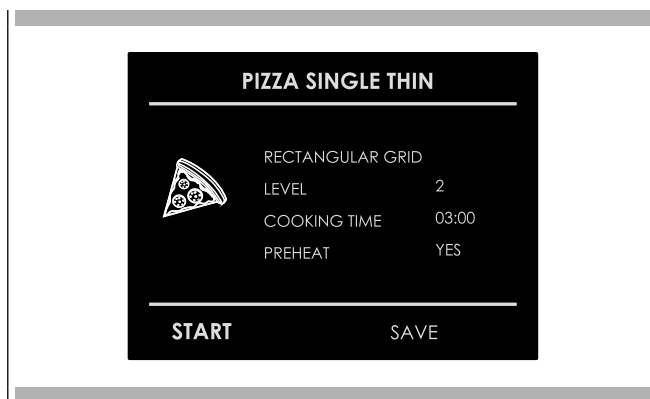 PIZZA SINGLE THIN
RECTANGULAR GRID
LEVEL 2
COOKING TIME 03:00
PREHEAT YES
START SAVE